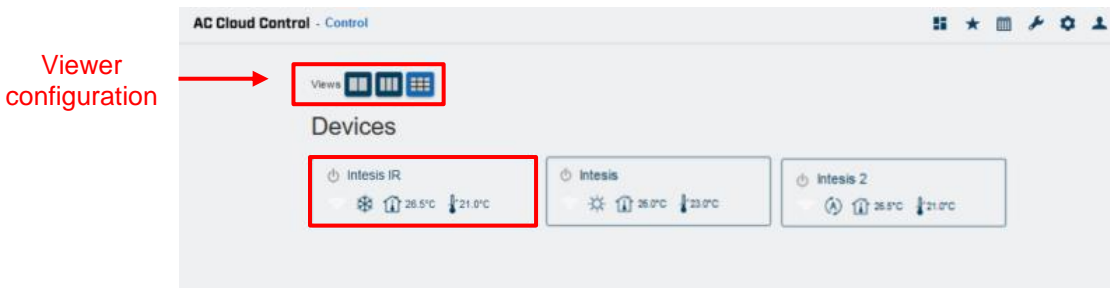 AC Cloud Control - Control
Viewer
configuration
Views
Devices
Intesis IR
26.5°C 21.0°C
Intesis
26.0°C 23.0°C
Intesis 2
26.5°C 21.0°C